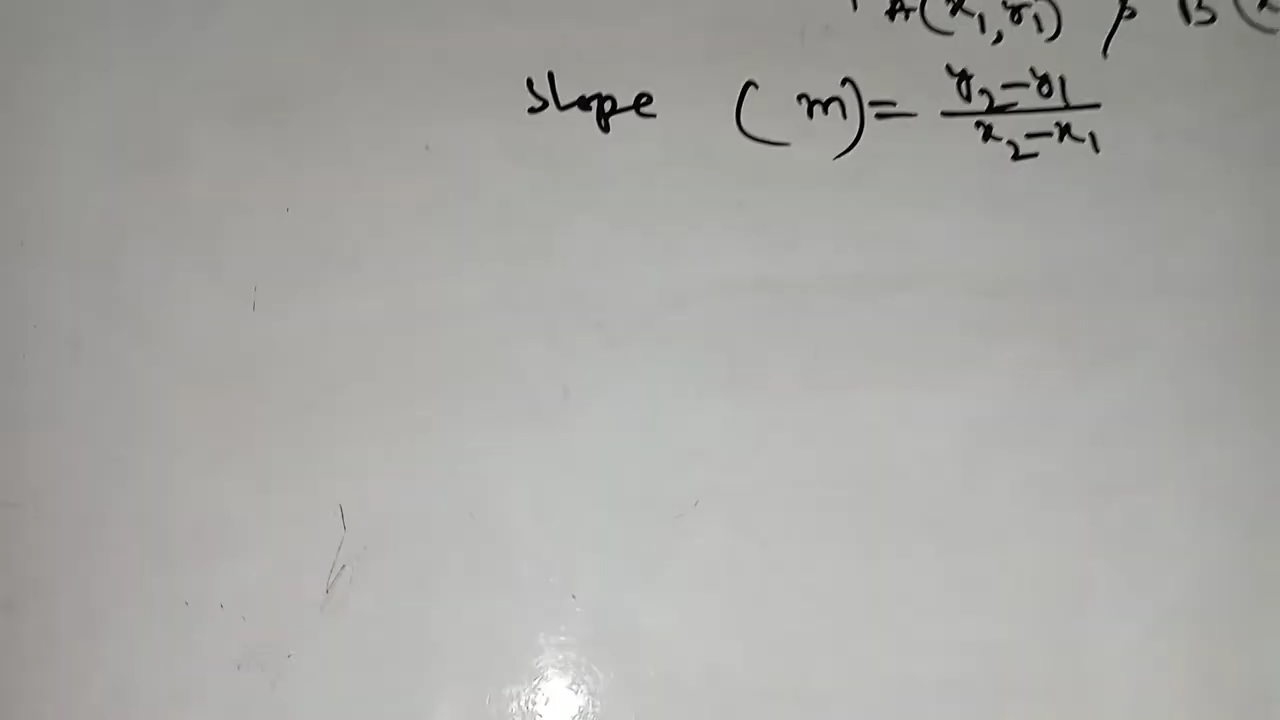 A(x₁, y₁) , B(
slope (m) = y₂-y₁ / x₂-x₁